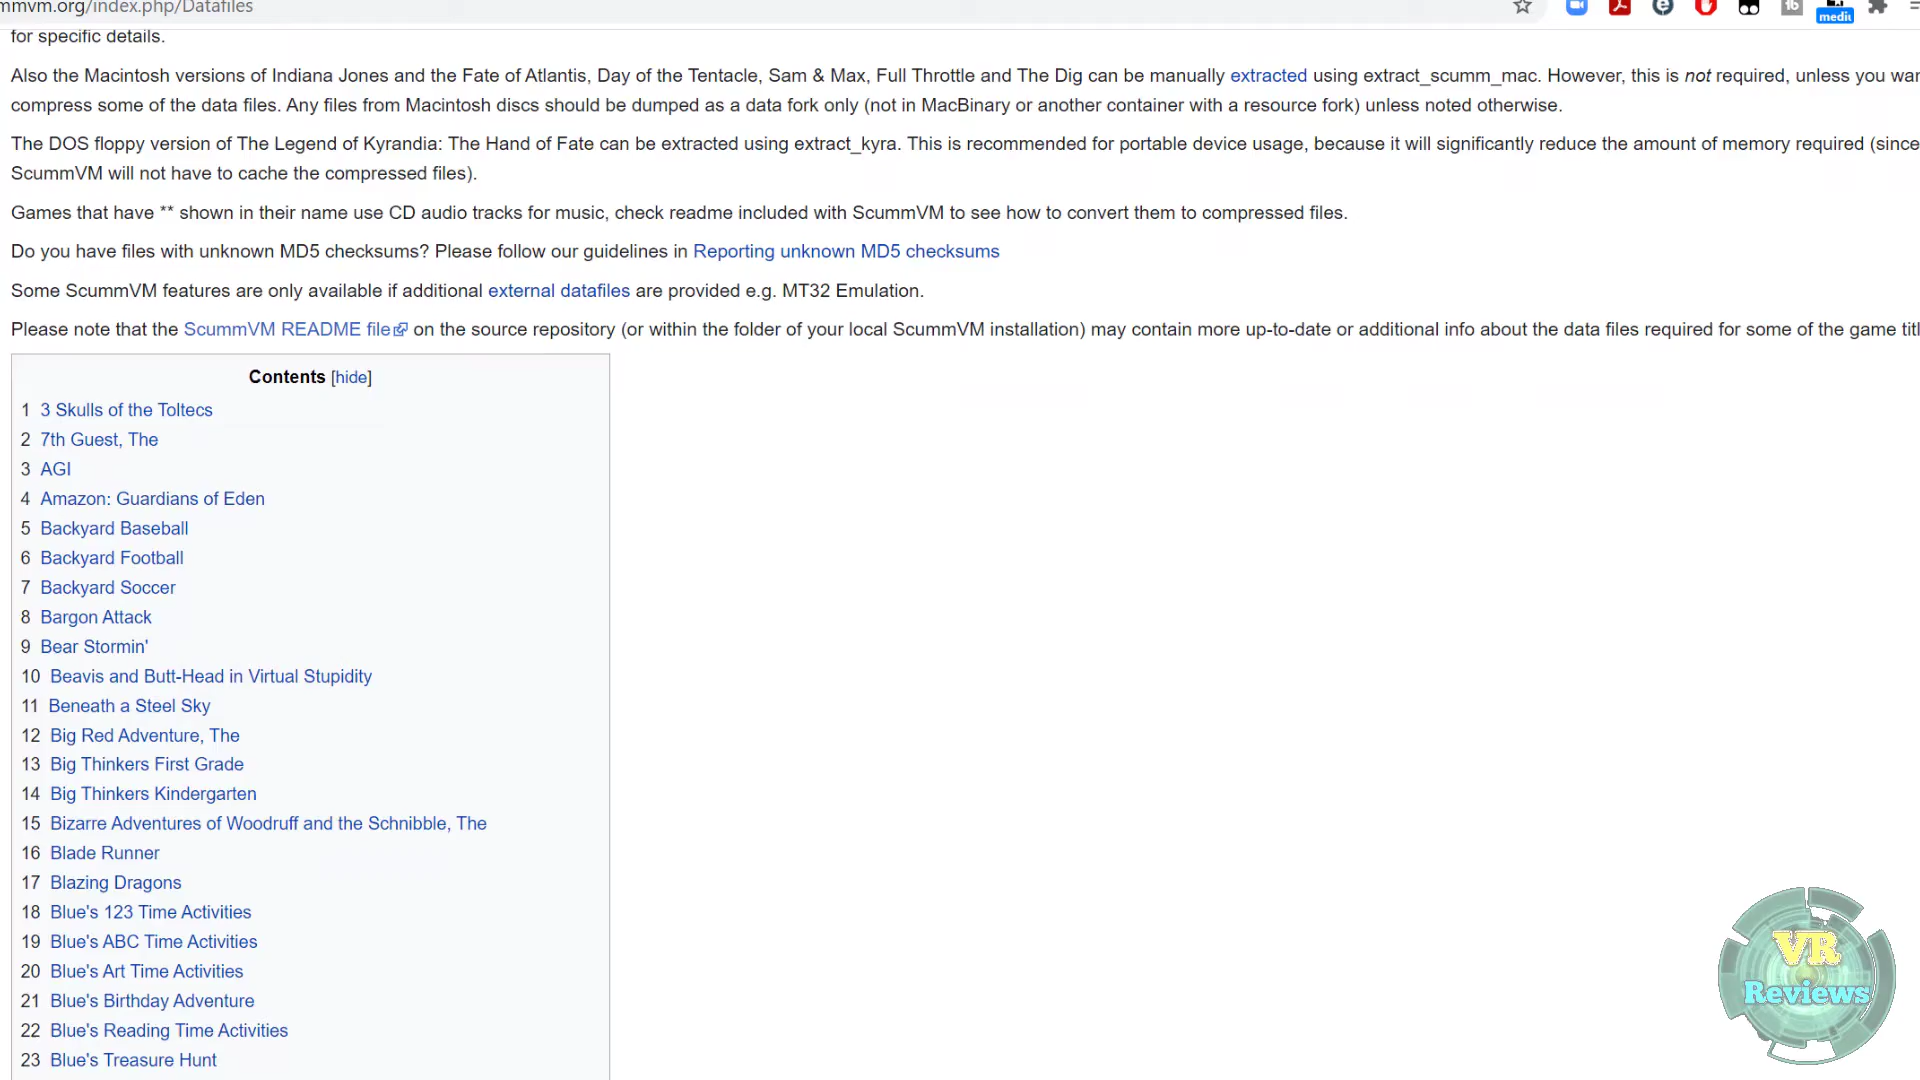 mmvm.org/index.php/Datafiles
medi
for specific details.
Also the Macintosh versions of Indiana Jones and the Fate of Atlantis, Day of the Tentacle, Sam & Max, Full Throttle and The Dig can be manually extracted using extract_scumm_mac. However, this is not required, unless you
compress some of the data files. Any files from Macintosh discs should be dumped as a data fork only (not in MacBinary or another container with a resource fork) unless noted otherwise.
The DOS floppy version of The Legend of Kyrandia: The Hand of Fate can be extracted using extract_kyra. This is recommended for portable device usage, because it will significantly reduce the amount of memory required (since
ScummVM will not have to cache the compressed files).
Games that have ** shown in their name use CD audio tracks for music, check readme included with ScummVM to see how to convert them to compressed files.
Do you have files with unknown MD5 checksums? Please follow our guidelines in Reporting unknown MD5 checksums
Some ScummVM features are only available if additional external datafiles are provided e.g. MT32 Emulation.
Please note that the ScummVM README file on the source repository (or within the folder of your local ScummVM installation) may contain more up-to-date or additional info about the data files required for some of the game
Contents [hide]
1 3 Skulls of the Toltecs
2 7th Guest, The
3 AGI
4 Amazon: Guardians of Eden
5 Backyard Baseball
6 Backyard Football
7 Backyard Soccer
8 Bargon Attack
9 Bear Stormin'
10 Beavis and Butt-Head in Virtual Stupidity
11 Beneath a Steel Sky
12 Big Red Adventure, The
13 Big Thinkers First Grade
14 Big Thinkers Kindergarten
15 Bizarre Adventures of Woodruff and the Schnibble, The
16 Blade Runner
17 Blazing Dragons
18 Blue's 123 Time Activities
19 Blue's ABC Time Activities
20 Blue's Art Time Activities
21 Blue's Birthday Adventure
22 Blue's Reading Time Activities
23 Blue's Treasure Hunt
VR
Reviews